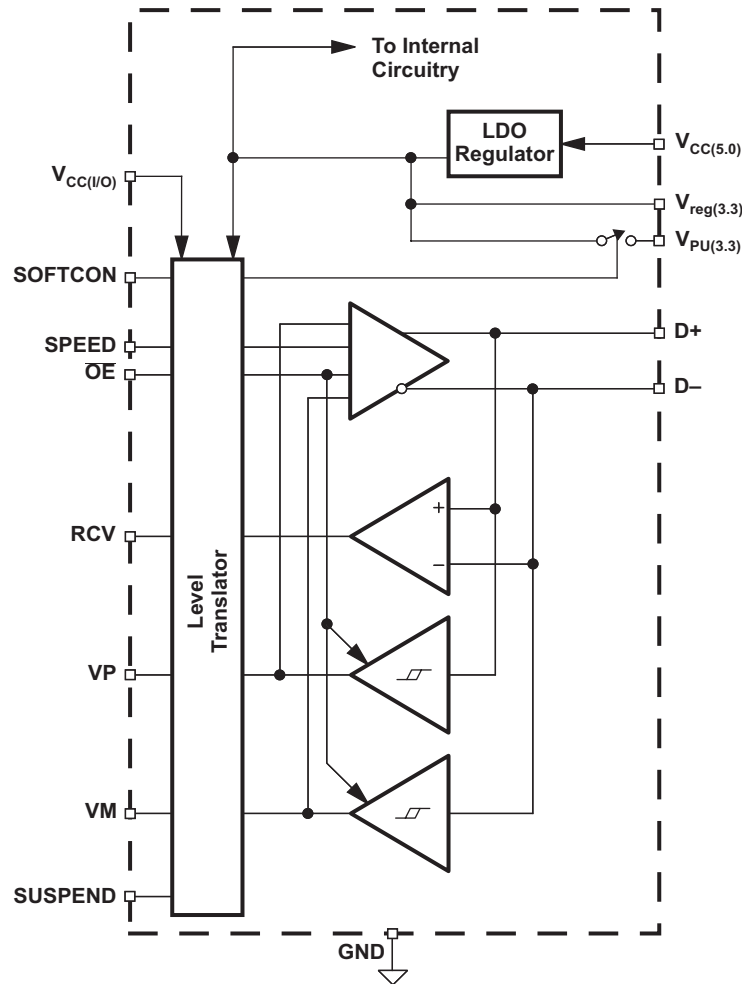 To Internal
Circuitry
LDO
Regulator
V_CC(5.0)
V_CC(I/O)
V_reg(3.3)
V_PU(3.3)
SOFTCON
SPEED
D+
O̅E̅
D–
+
RCV
–
Level
Translator
VP
VM
SUSPEND
GND